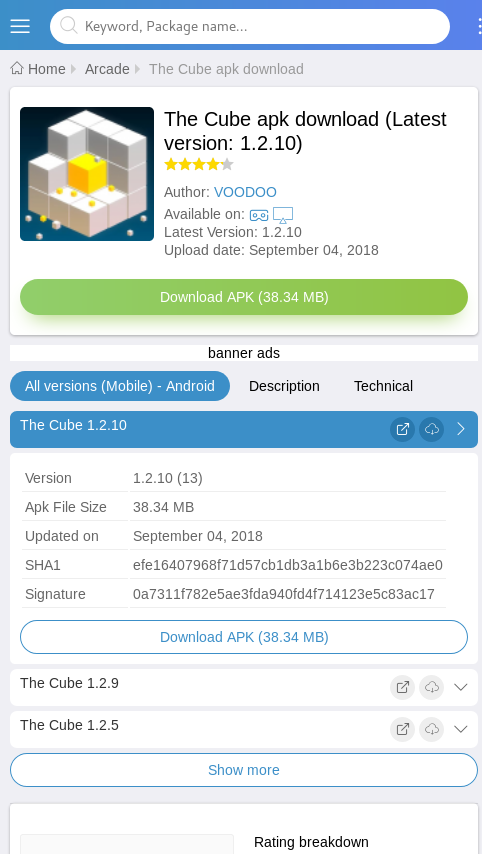 Keyword, Package name...
Home Arcade The Cube apk download
The Cube apk download (Latest
version: 1.2.10)
Author: VOODOO
Available on:
Latest Version: 1.2.10
Upload date: September 04, 2018
Download APK (38.34 MB)
banner ads
All versions (Mobile) - Android Description Technical
The Cube 1.2.10
Version 1.2.10 (13)
Apk File Size 38.34 MB
Updated on September 04, 2018
SHA1 efe16407968f71d57cb1db3a1b6e3b223c074ae0
Signature 0a7311f782e5ae3fda940fd4f714123e5c83ac17
Download APK (38.34 MB)
The Cube 1.2.9
The Cube 1.2.5
Show more
Rating breakdown